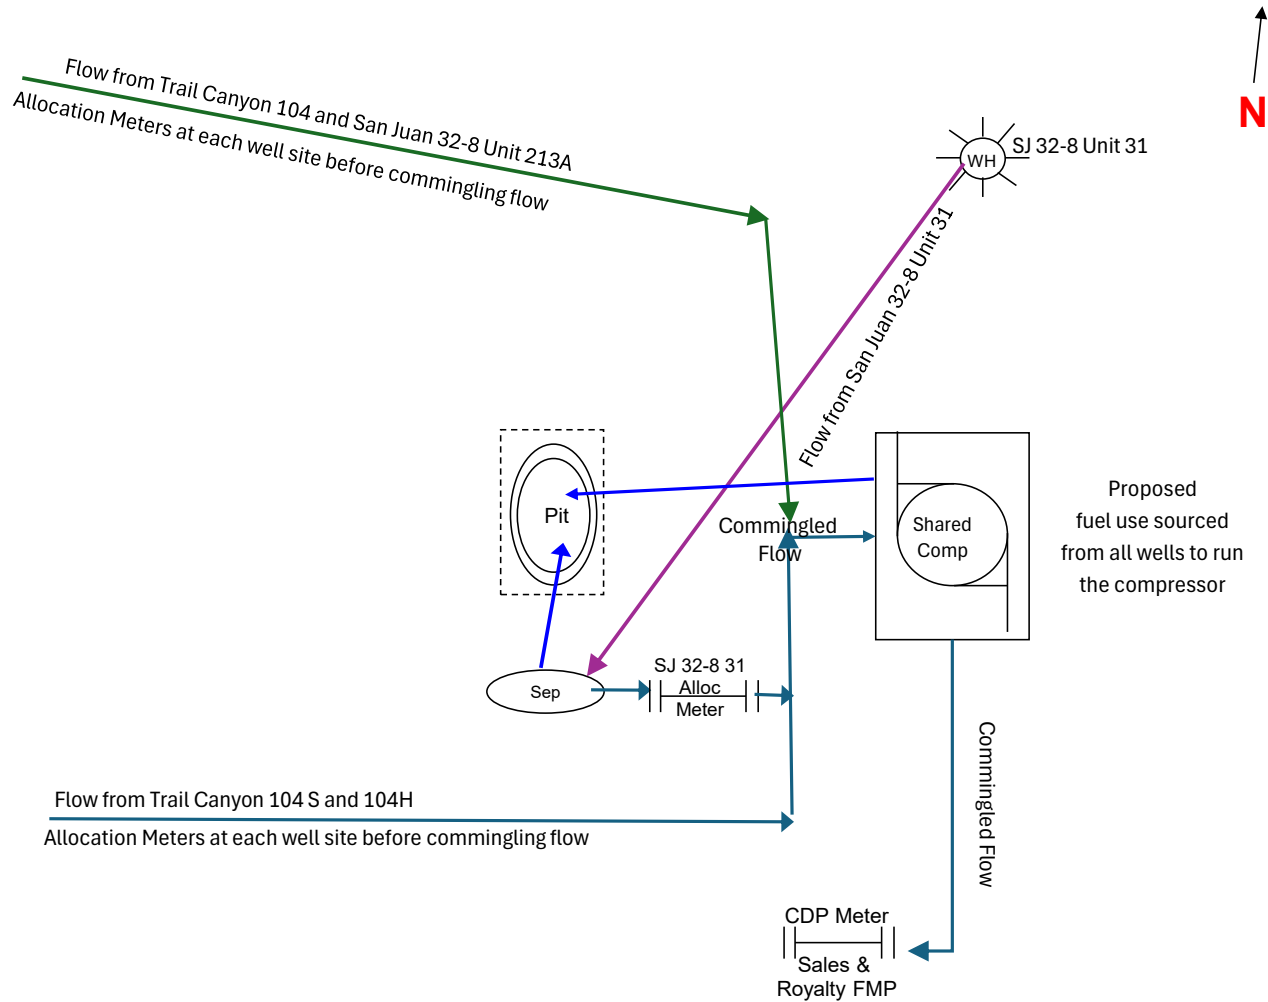 Flow from Trail Canyon 104 and San Juan 32-8 Unit 213A
Allocation Meters at each well site before commingling flow
N
WH
SJ 32-8 Unit 31
Flow from San Juan 32-8 Unit 31
Pit
Commingled
Flow
Shared
Comp
Proposed
fuel use sourced
from all wells to run
the compressor
Sep
SJ 32-8 31
Alloc
Meter
Flow from Trail Canyon 104 S and 104H
Allocation Meters at each well site before commingling flow
Commingled Flow
CDP Meter
Sales &
Royalty FMP